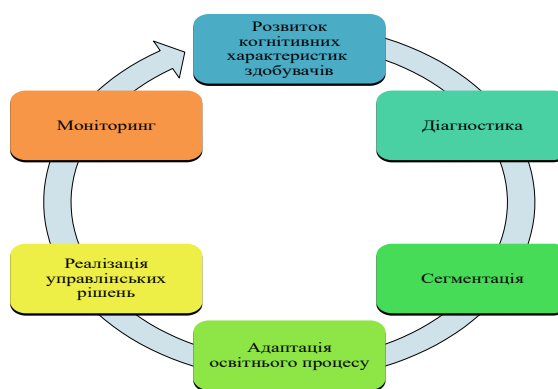 Розвиток
когнітивних
характеристик
здобувачів
Діагностика
Сегментація
Адаптація
освітнього процесу
Реалізація
управлінських
рішень
Моніторинг